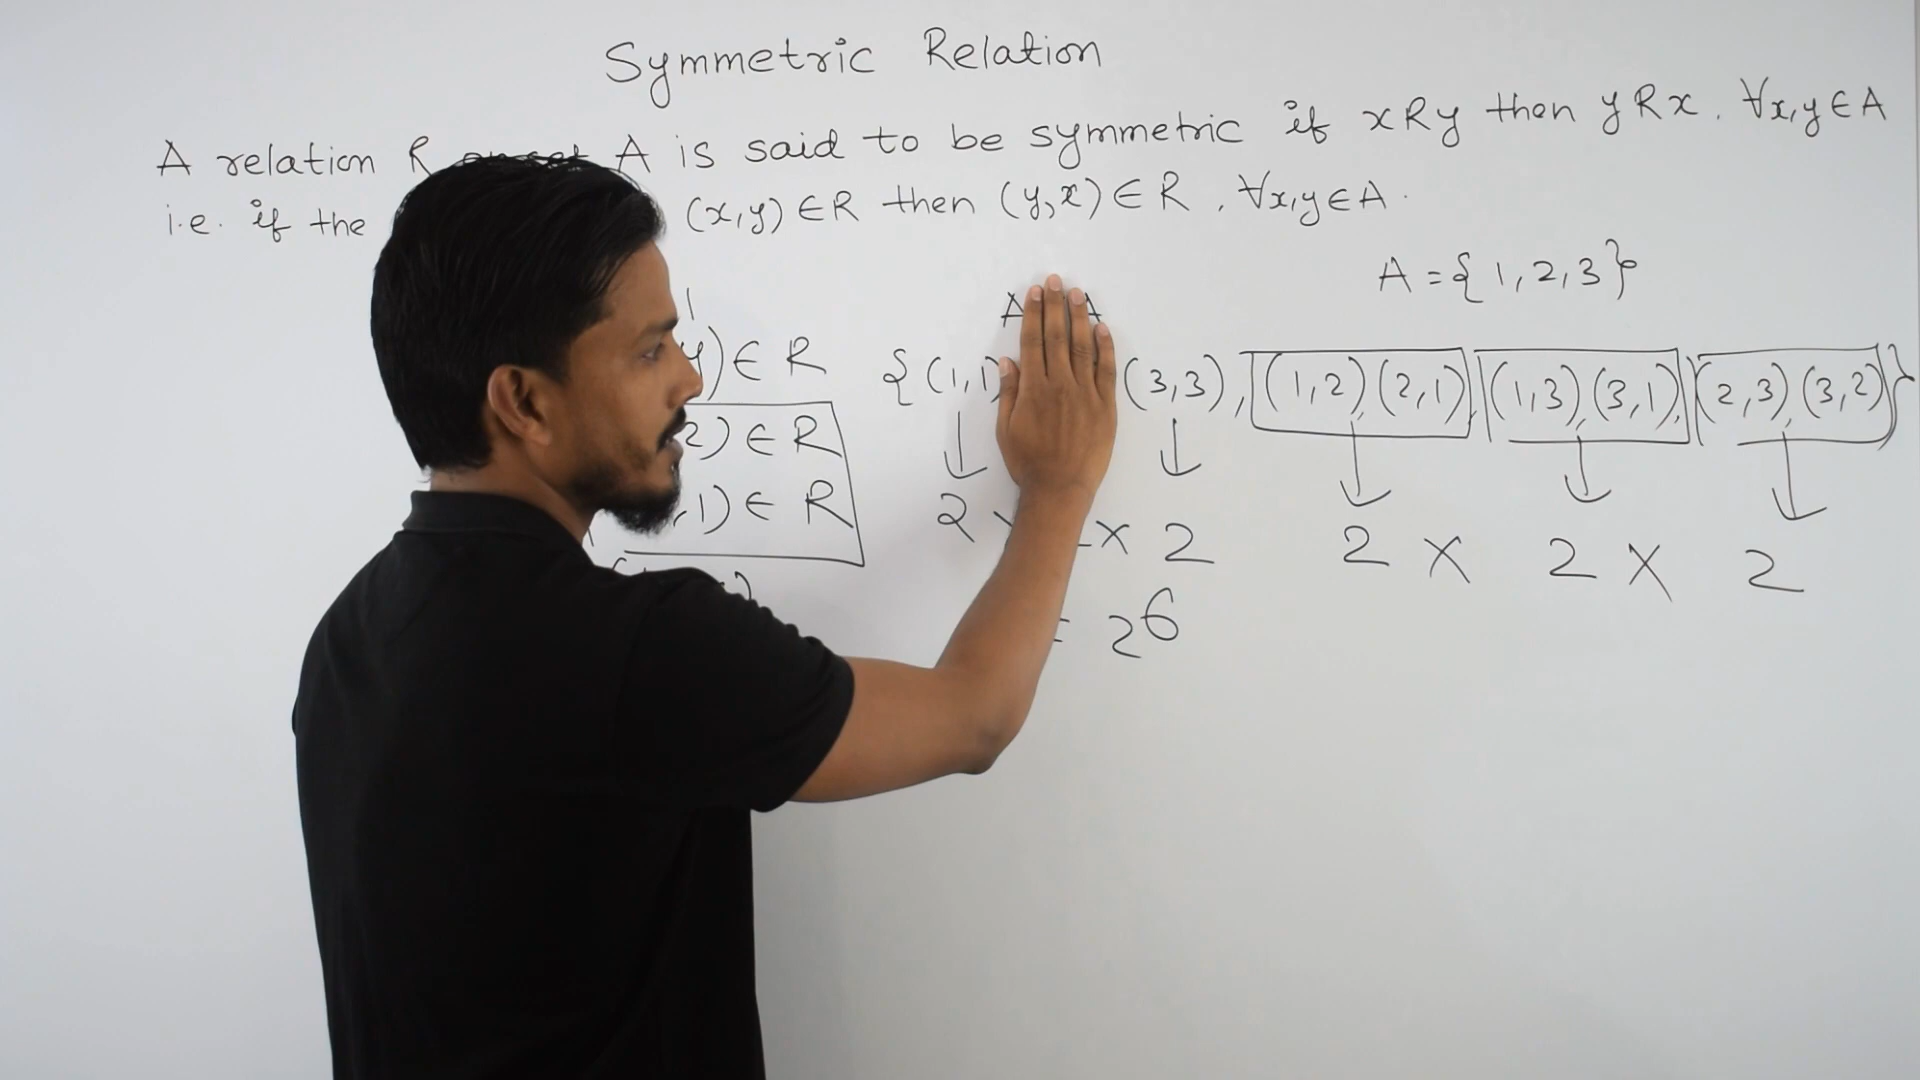 Symmetric Relation
A relation R on set A is said to be symmetric if xRy then yRx, ∀x,y∈A
i.e. if the (x,y)∈R then (y,x)∈R, ∀x,y∈A.
A={1,2,3}
A A
y)∈R {(1,1) (3,3), (1,2),(2,1), (1,3),(3,1), (2,3),(3,2)}
2)∈R
,1)∈R 2 × 2 2 × 2 × 2
= 2⁶